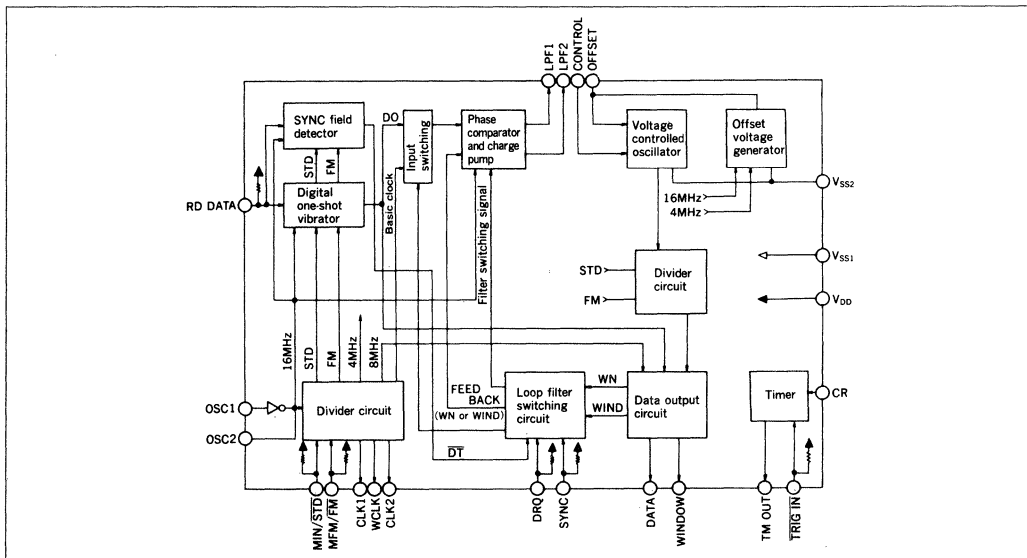 LPF1
LPF2
CONTROL
OFFSET
SYNC field
detector
DO
Input
switching
Phase
comparator
and charge
pump
Voltage
controlled
oscillator
Offset
voltage
generator
STD
FM
Basic clock
Filter switching signal
16MHz
4MHz
VSS2
RD DATA
Digital
one-shot
vibrator
STD
FM
Divider
circuit
VSS1
VDD
16MHz
STD
FM
4MHz
8MHz
OSC1
OSC2
Divider circuit
FEED
BACK
(WN or WIND)
Loop filter
switching
circuit
WN
WIND
Data output
circuit
Timer
CR
DT
MIN/STD
MFM/FM
CLK1
WCLK
CLK2
DRQ
SYNC
DATA
WINDOW
TM OUT
TRIG IN